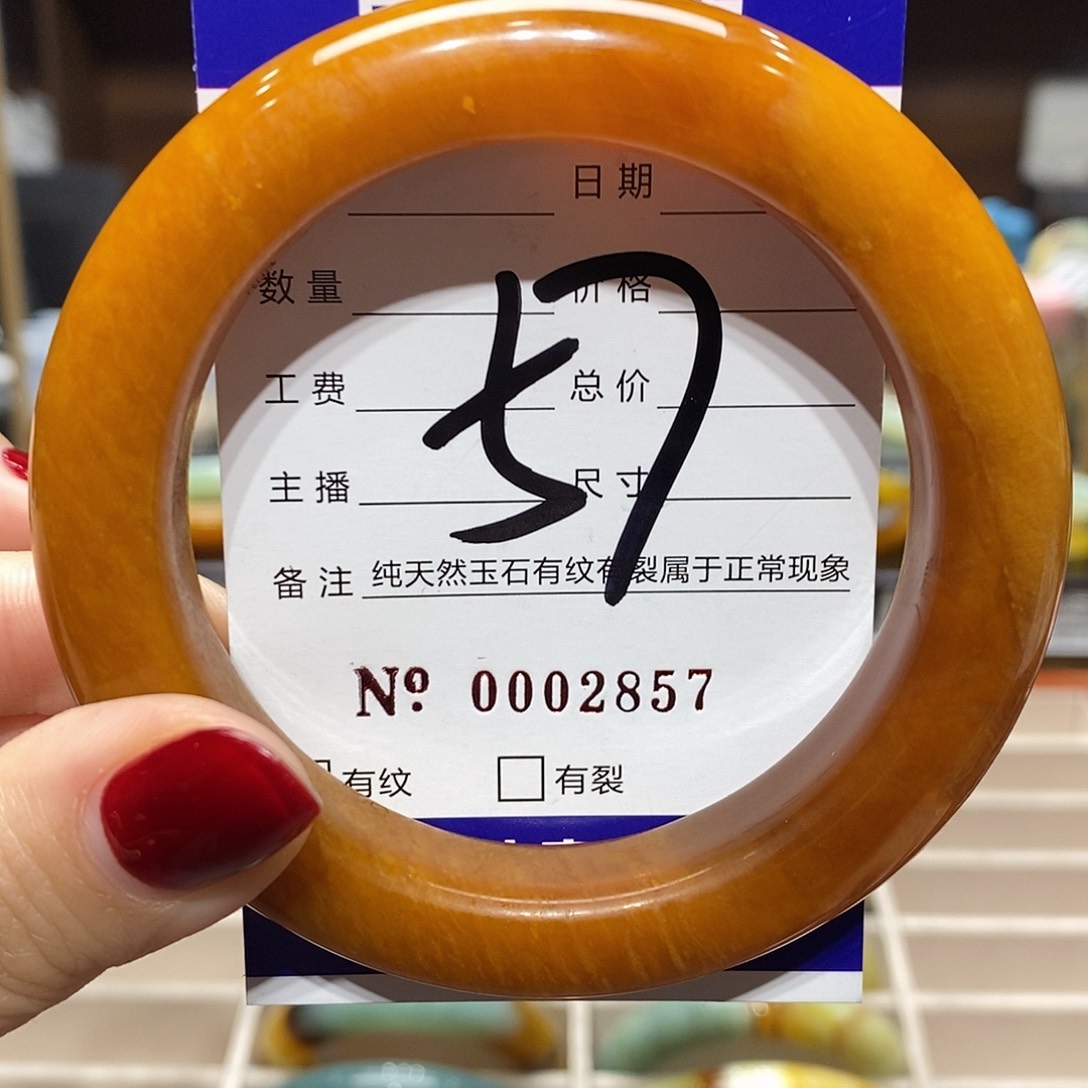 日期
数量 价格
57
工费 总价
主播 尺寸
备注 纯天然玉石有纹有裂属于正常现象
Nº 0002857
有纹 有裂